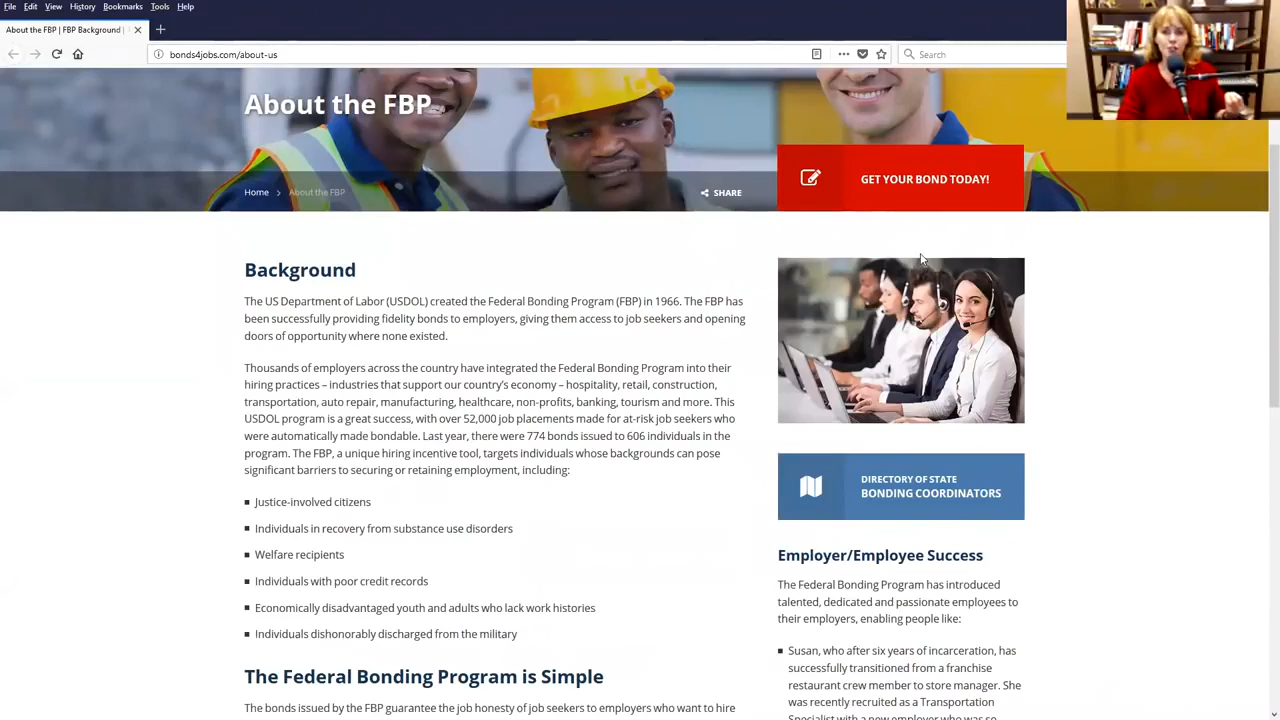 File Edit View History Bookmarks Tools Help
About the FBP | FBP Background |
bonds4jobs.com/about-us
Search
About the FBP
Home > About the FBP
SHARE
GET YOUR BOND TODAY!
Background
The US Department of Labor (USDOL) created the Federal Bonding Program (FBP) in 1966. The FBP has
been successfully providing fidelity bonds to employers, giving them access to job seekers and opening
doors of opportunity where none existed.
Thousands of employers across the country have integrated the Federal Bonding Program into their
hiring practices – industries that support our country's economy – hospitality, retail, construction,
transportation, auto repair, manufacturing, healthcare, non-profits, banking, tourism and more. This
USDOL program is a great success, with over 52,000 job placements made for at-risk job seekers who
were automatically made bondable. Last year, there were 774 bonds issued to 606 individuals in the
program. The FBP, a unique hiring incentive tool, targets individuals whose backgrounds can pose
significant barriers to securing or retaining employment, including:
Justice-involved citizens
Individuals in recovery from substance use disorders
Welfare recipients
Individuals with poor credit records
Economically disadvantaged youth and adults who lack work histories
Individuals dishonorably discharged from the military
The Federal Bonding Program is Simple
The bonds issued by the FBP guarantee the job honesty of job seekers to employers who want to hire
DIRECTORY OF STATE
BONDING COORDINATORS
Employer/Employee Success
The Federal Bonding Program has introduced
talented, dedicated and passionate employees to
their employers, enabling people like:
Susan, who after six years of incarceration, has
successfully transitioned from a franchise
restaurant crew member to store manager. She
was recently recruited as a Transportation
Specialist with a new employer who was so